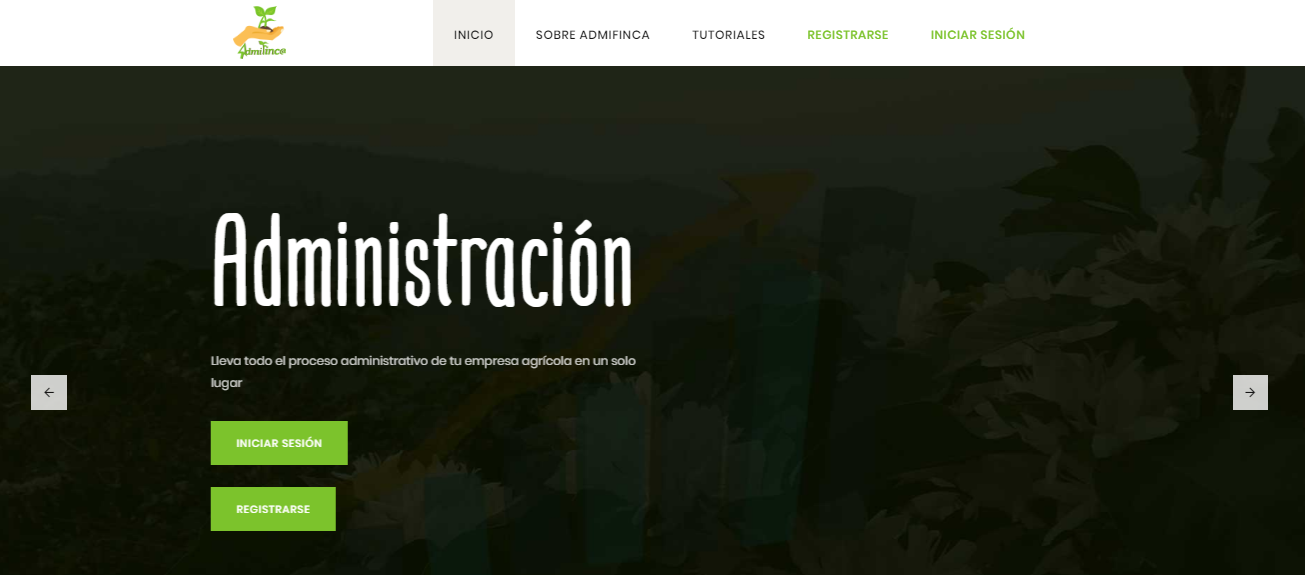 Admifinca
INICIO
SOBRE ADMIFINCA
TUTORIALES
REGISTRARSE
INICIAR SESIÓN
Administración
Lleva todo el proceso administrativo de tu empresa agrícola en un solo
lugar
INICIAR SESIÓN
REGISTRARSE